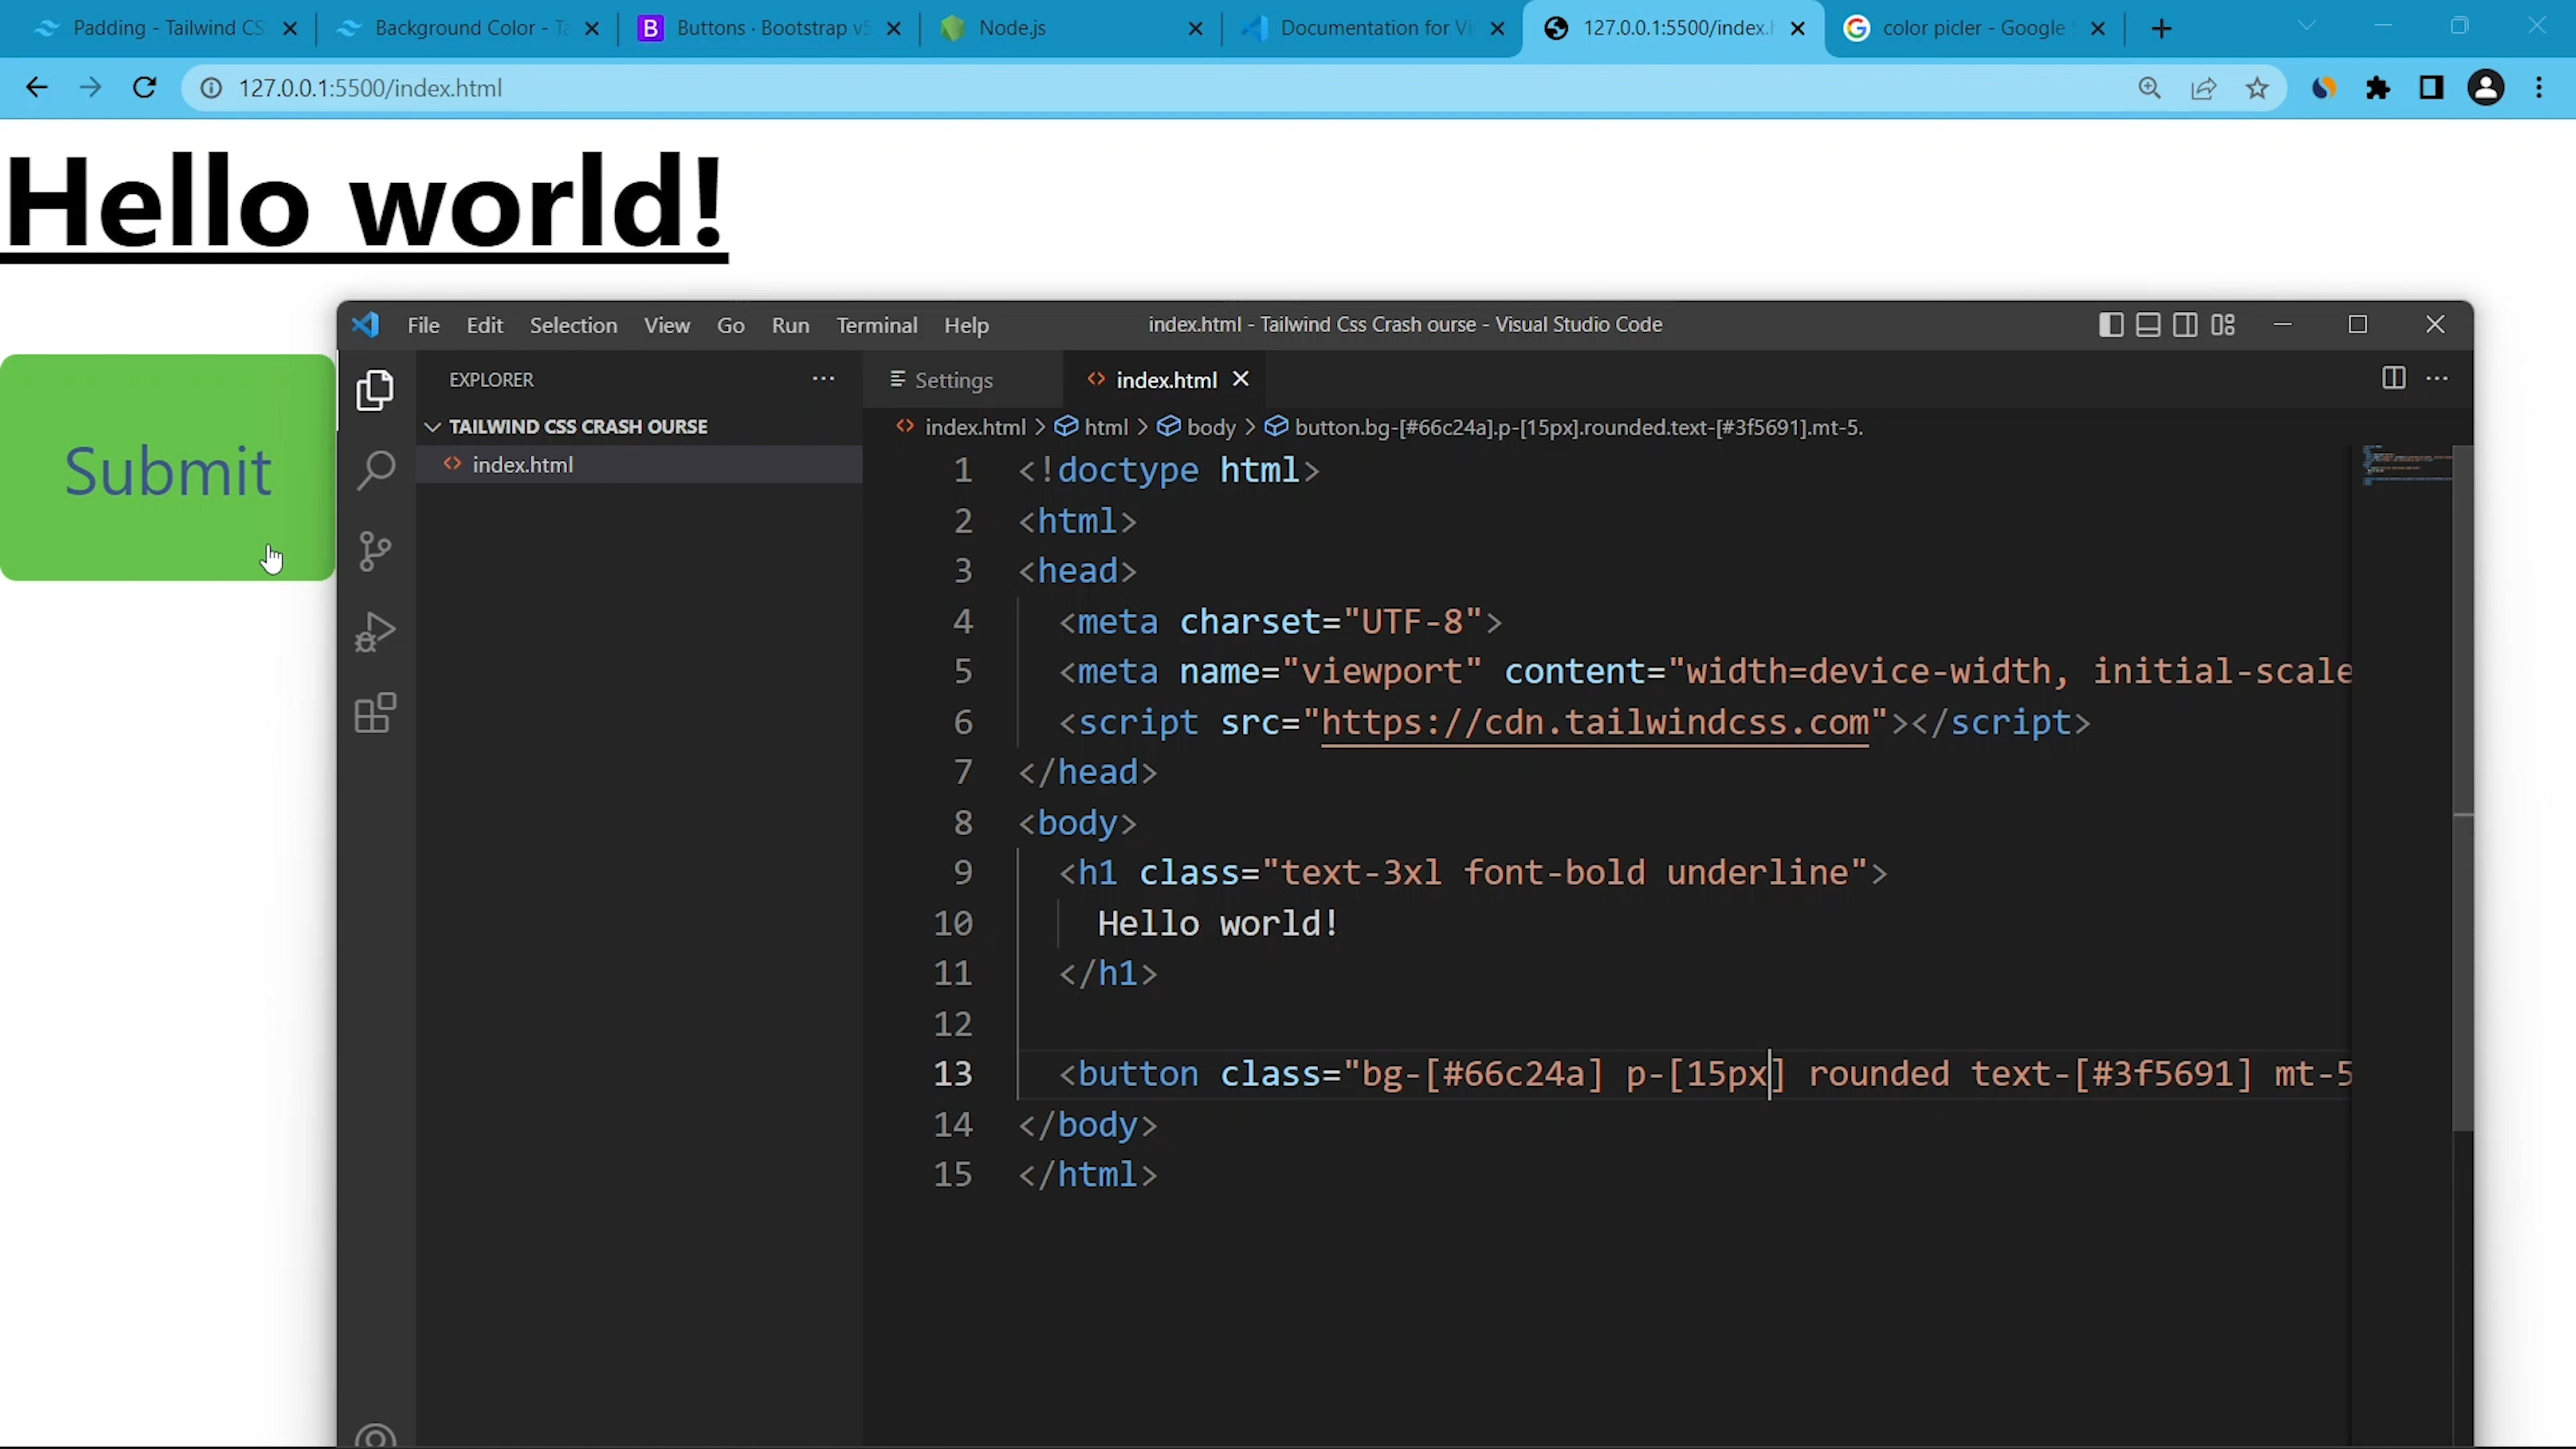 Padding - Tailwind CS
Background Color - Ta
Buttons · Bootstrap v5
Node.js
Documentation for Vi
127.0.0.1:5500/index.h
color picler - Google S
127.0.0.1:5500/index.html
Hello world!
Submit
File Edit Selection View Go Run Terminal Help
index.html - Tailwind Css Crash ourse - Visual Studio Code
EXPLORER
TAILWIND CSS CRASH OURSE
index.html
Settings
index.html
index.html > html > body > button.bg-[#66c24a].p-[15px].rounded.text-[#3f5691].mt-5.
1 <!doctype html>
2 <html>
3 <head>
4 <meta charset="UTF-8">
5 <meta name="viewport" content="width=device-width, initial-scale
6 <script src="https://cdn.tailwindcss.com"></script>
7 </head>
8 <body>
9 <h1 class="text-3xl font-bold underline">
10 Hello world!
11 </h1>
12
13 <button class="bg-[#66c24a] p-[15px] rounded text-[#3f5691] mt-5
14 </body>
15 </html>